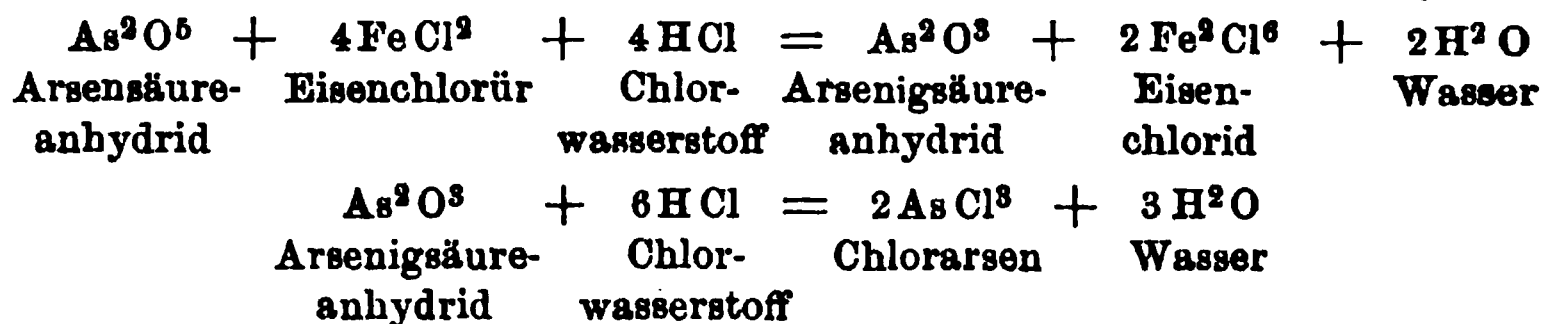 As²O⁵ + 4FeCl² + 4HCl = As²O³ + 2Fe²Cl⁶ + 2H²O
Arsensäure- Eisenchlorür Chlor- Arsenigsäure- Eisen- Wasser
anhydrid wasserstoff anhydrid chlorid
As²O³ + 6HCl = 2AsCl³ + 3H²O
Arsenigsäure- Chlor- Chlorarsen Wasser
anhydrid wasserstoff